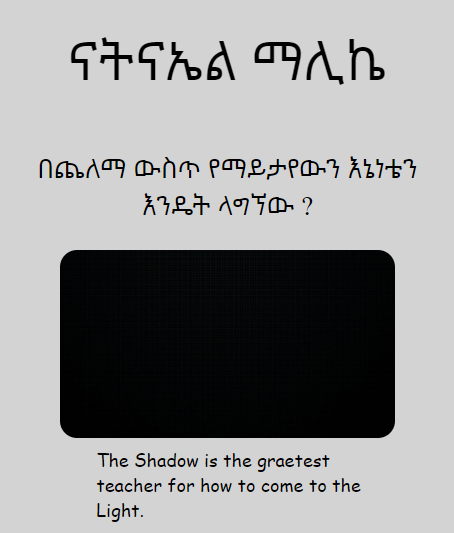 ናትናኤል ማሊኬ
በጨለማ ውስጥ የማይታየውን እኔነቴን
እንዴት ላግኘው ?
The Shadow is the graetest
teacher for how to come to the
Light.